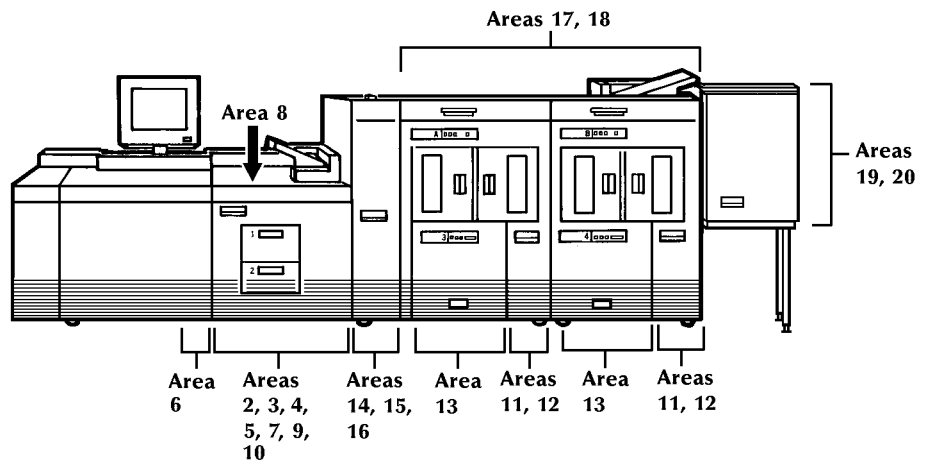 Areas 17, 18
Area 8
A
B
Areas
19, 20
1
2
3
4
Area
6
Areas
2, 3, 4,
5, 7, 9,
10
Areas
14, 15,
16
Area
13
Areas
11, 12
Area
13
Areas
11, 12